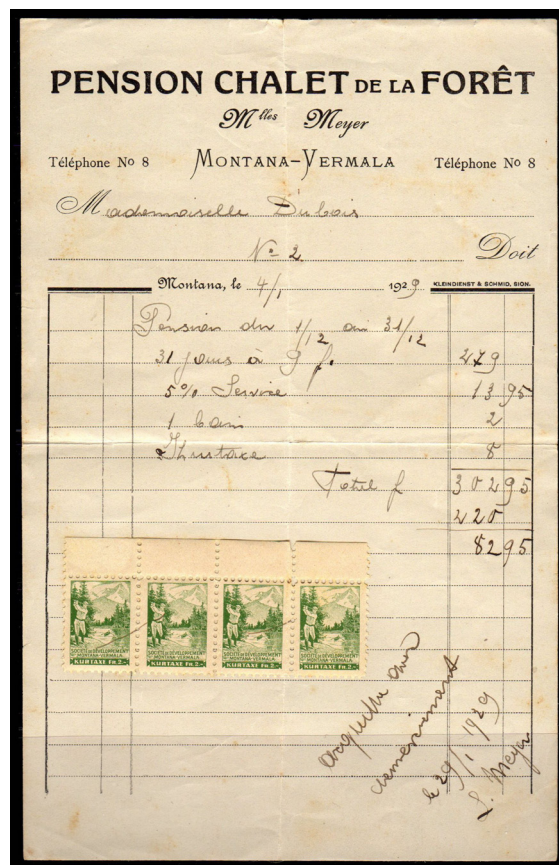 PENSION CHALET DE LA FORÊT
Mlles Meyer
Téléphone No 8 MONTANA-VERMALA Téléphone No 8
Mademoiselle Dubois
No 2 Doit
Montana, le 4/1 1929 KLEINDIENST & SCHMID, SION.
Pension du 1/12 au 31/12
31 jours à 9 f. 279
5% Service 13 95
1 bain 2
Kurtaxe 8
Total f 302 95
220
82 95
SOCIÉTÉ DE DÉVELOPPEMENT MONTANA-VERMALA KURTAXE FR. 2.-
SOCIÉTÉ DE DÉVELOPPEMENT MONTANA-VERMALA KURTAXE FR. 2.-
SOCIÉTÉ DE DÉVELOPPEMENT MONTANA-VERMALA KURTAXE FR. 2.-
SOCIÉTÉ DE DÉVELOPPEMENT MONTANA-VERMALA KURTAXE FR. 2.-
acquitté avec
remerciment
le 29/1 1929
S. Meyer